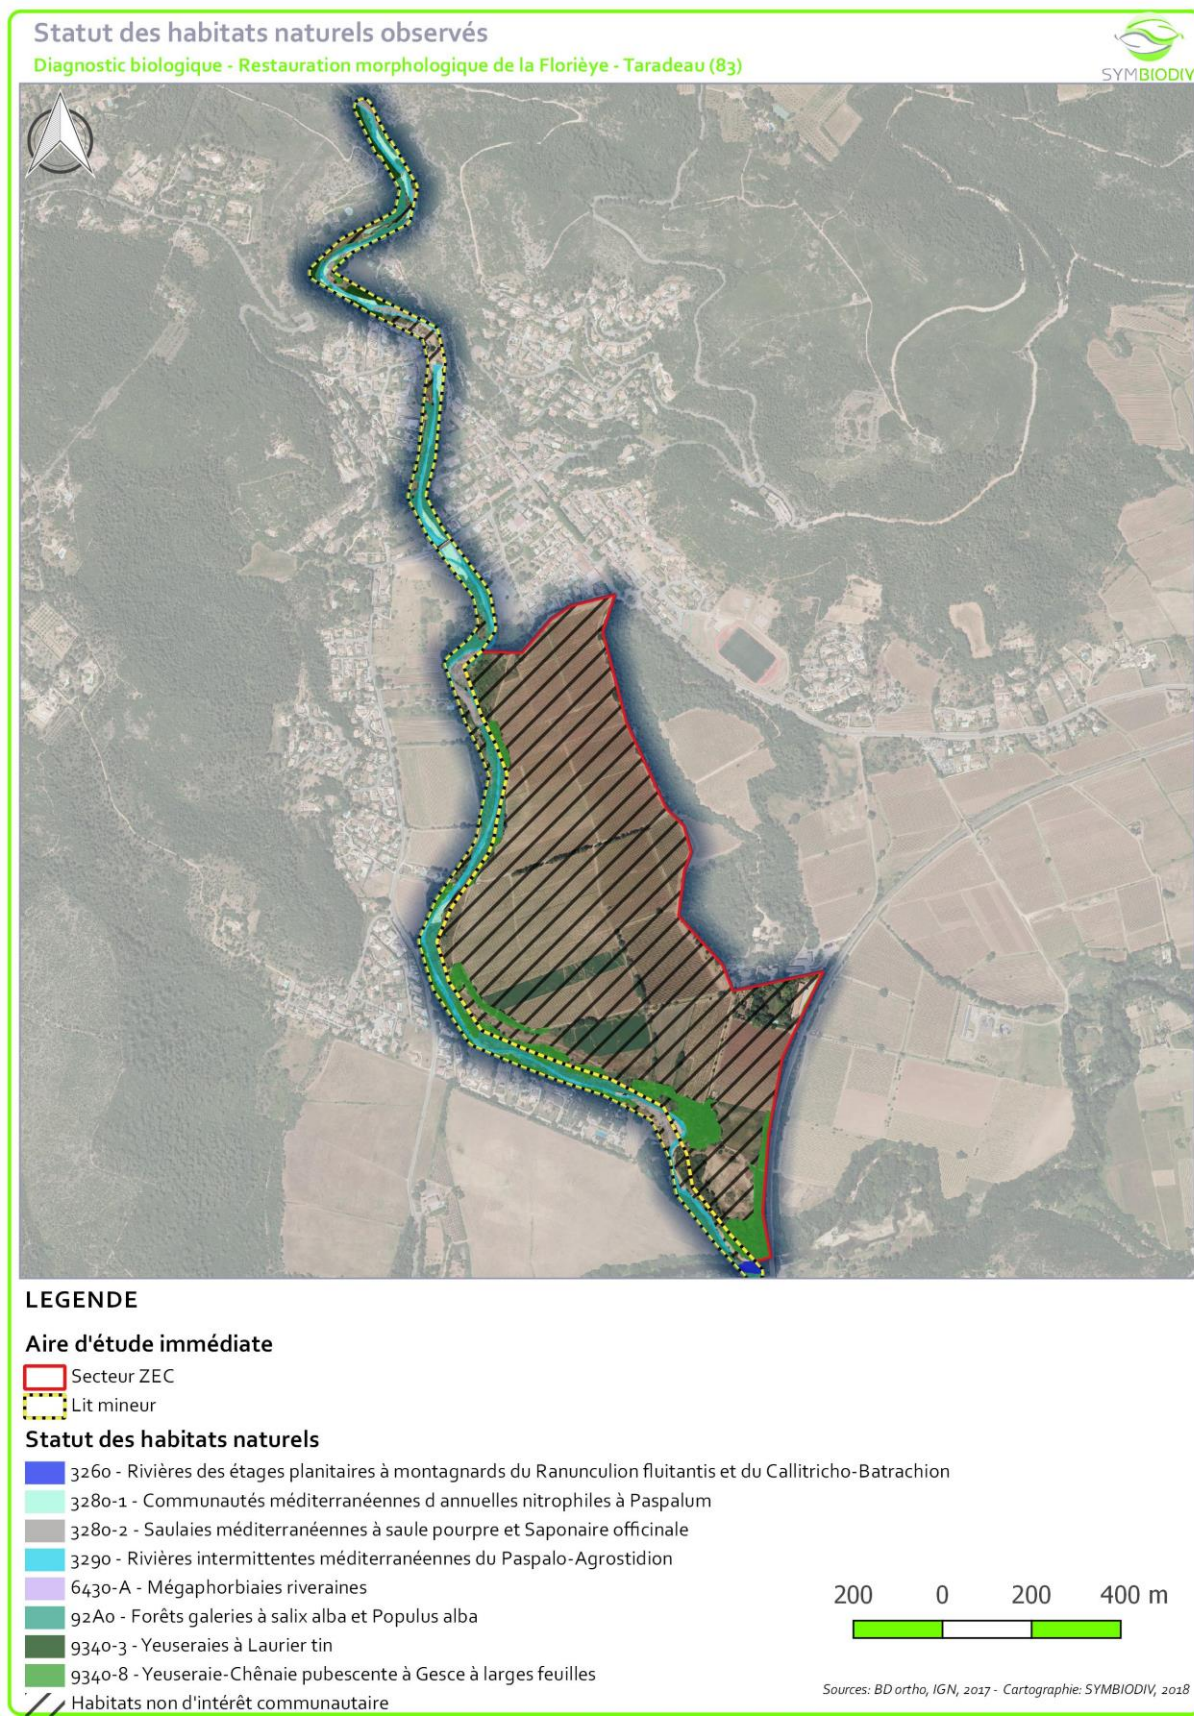 Statut des habitats naturels observés
Diagnostic biologique - Restauration morphologique de la Florièye - Taradeau (83)
SYMBIODIV
LEGENDE
Aire d'étude immédiate
Secteur ZEC
Lit mineur
Statut des habitats naturels
3260 - Rivières des étages planitaires à montagnards du Ranunculion fluitantis et du Callitricho-Batrachion
3280-1 - Communautés méditerranéennes d annuelles nitrophiles à Paspalum
3280-2 - Saulaies méditerranéennes à saule pourpre et Saponaire officinale
3290 - Rivières intermittentes méditerranéennes du Paspalo-Agrostidion
6430-A - Mégaphorbiaies riveraines
92A0 - Forêts galeries à salix alba et Populus alba
9340-3 - Yeuseraies à Laurier tin
9340-8 - Yeuseraie-Chênaie pubescente à Gesce à larges feuilles
Habitats non d'intérêt communautaire
200 0 200 400 m
Sources: BD ortho, IGN, 2017 - Cartographie: SYMBIODIV, 2018